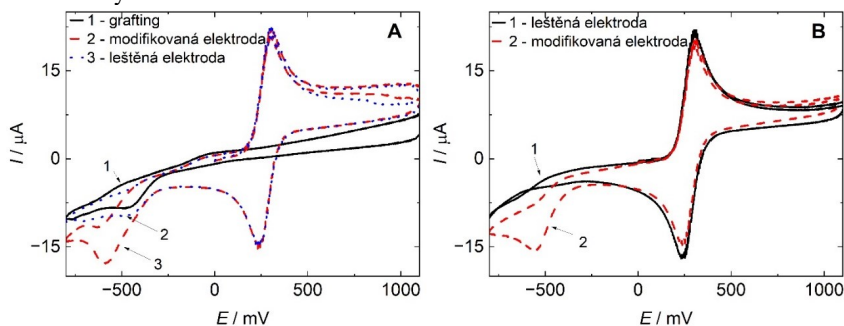 A
1 - grafting
2 - modifikovaná elektroda
3 - leštěná elektroda
15
0
−15
I / µA
1
2
3
−500
0
500
1000
E / mV
B
1 - leštěná elektroda
2 - modifikovaná elektroda
15
0
−15
I / µA
1
2
−500
0
500
1000
E / mV